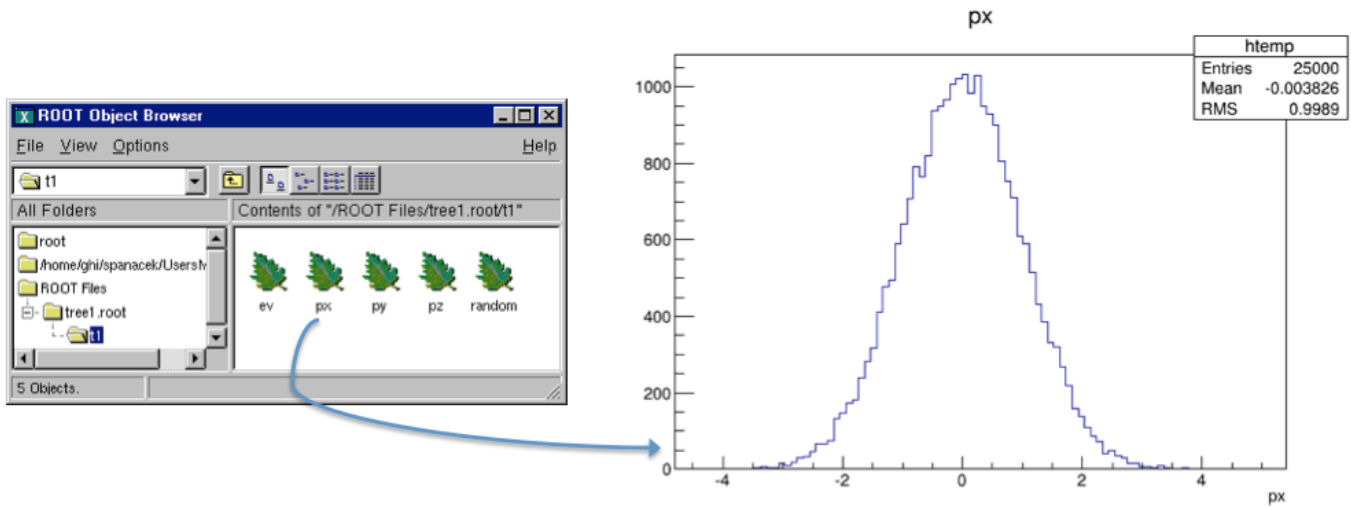 ROOT Object Browser
File View Options Help
t1
All Folders
Contents of "/ROOT Files/tree1.root/t1"
root
/home/ghi/spanacek/Users/v
ROOT Files
tree1.root
t1
ev px py pz random
5 Objects.
px
htemp
Entries 25000
Mean -0.003826
RMS 0.9989
1000
800
600
400
200
0
-4 -2 0 2 4
px